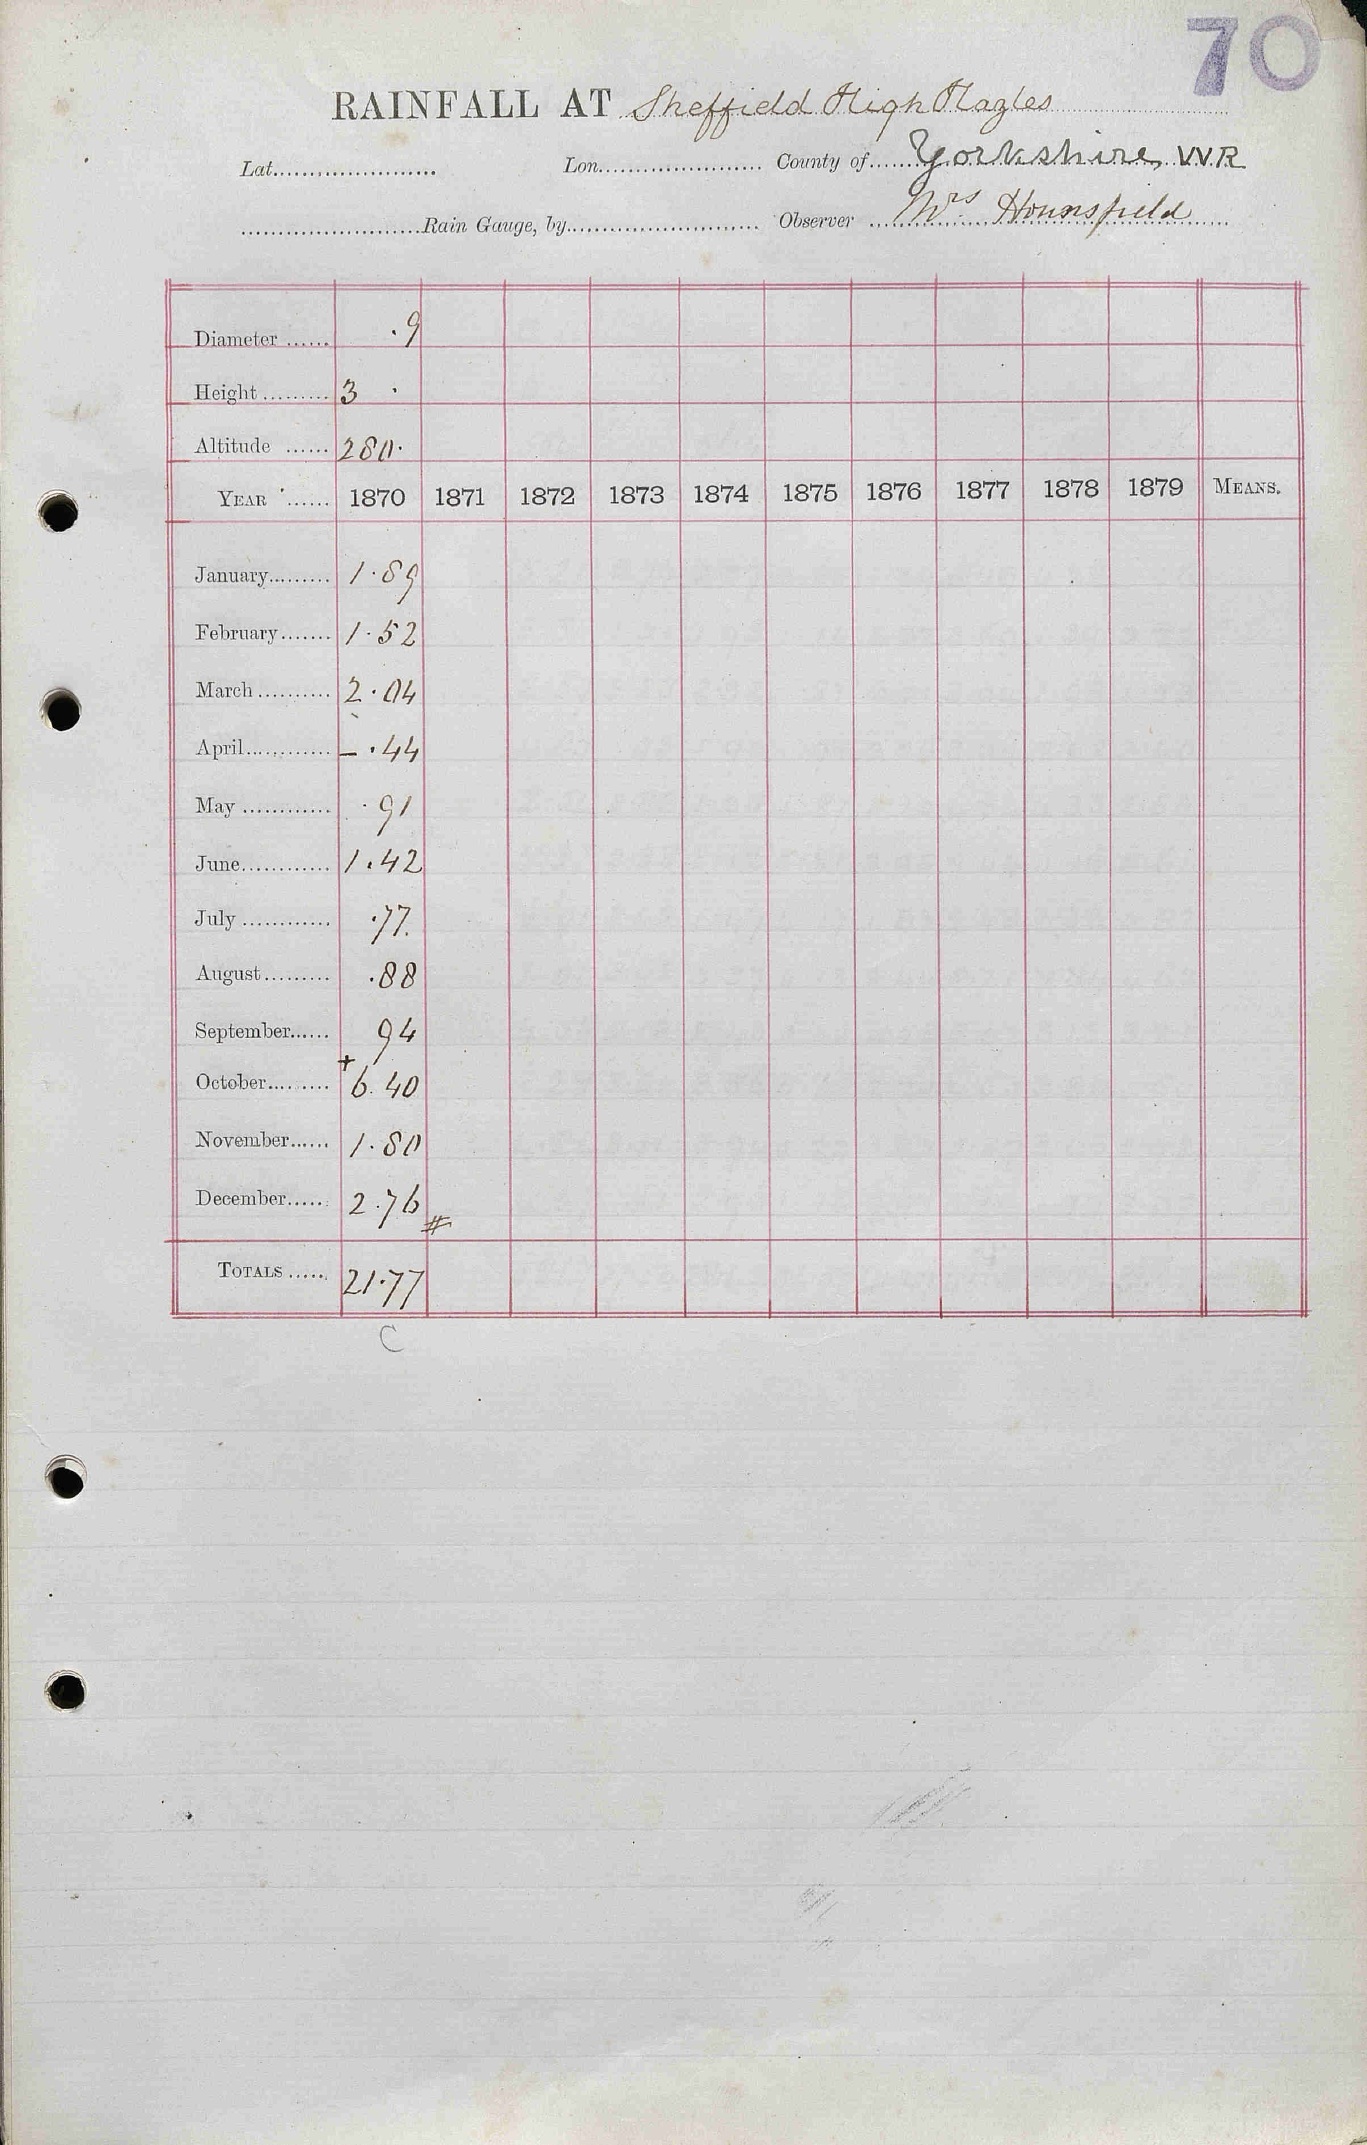 70
RAINFALL AT Sheffield High Hazles
Lat. Lon. County of Yorkshire, W.R
Rain Gauge, by Observer Mrs Hounsfield
Diameter ...... .9
Height ......... 3 .
Altitude ...... 280.
YEAR ...... 1870 1871 1872 1873 1874 1875 1876 1877 1878 1879 MEANS.
January......... 1.89
February....... 1.52
March .......... 2.04
April............ – .44
May ............ .91
June............ 1.42
July ............ .77.
August ......... .88
September...... 94
October......... + 6.40
November...... 1.80
December...... 2.76 #
TOTALS ..... 21.77
C